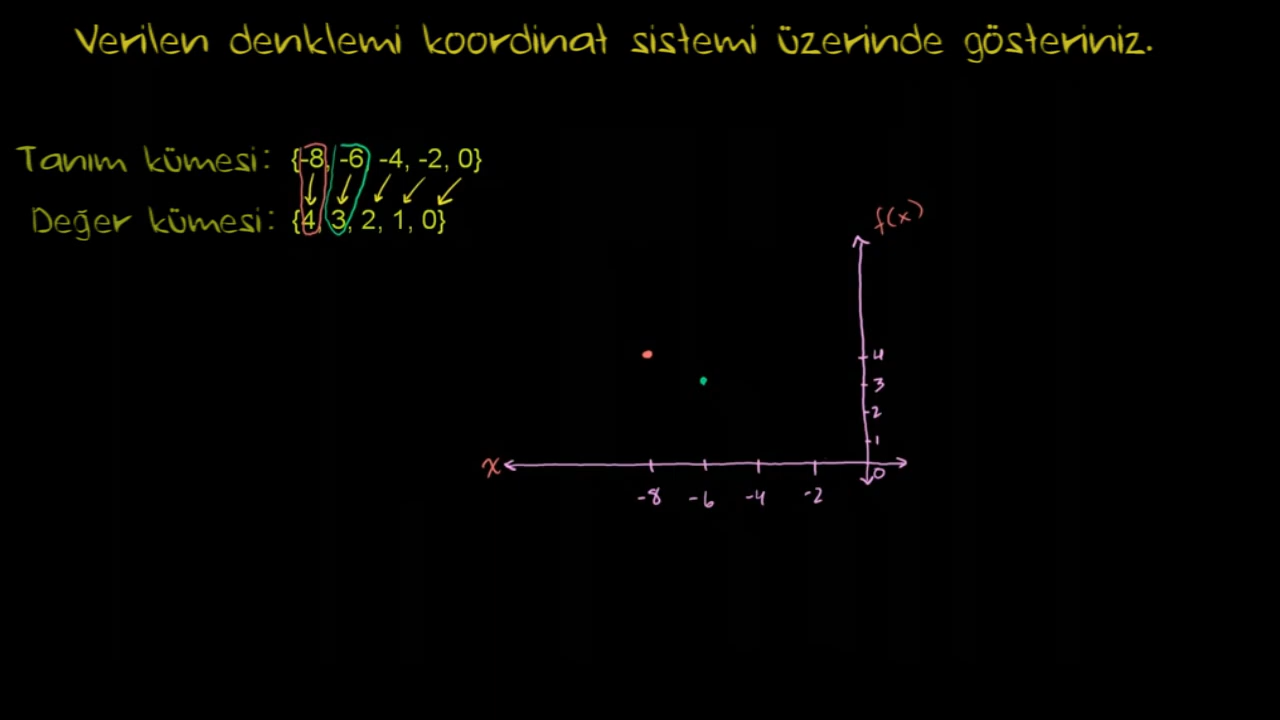 Verilen denklemi koordinat sistemi üzerinde gösteriniz.
Tanım kümesi: {-8, -6, -4, -2, 0}
Değer kümesi: {4, 3, 2, 1, 0}
f(x)
4
3
2
1
x
0
-8 -6 -4 -2